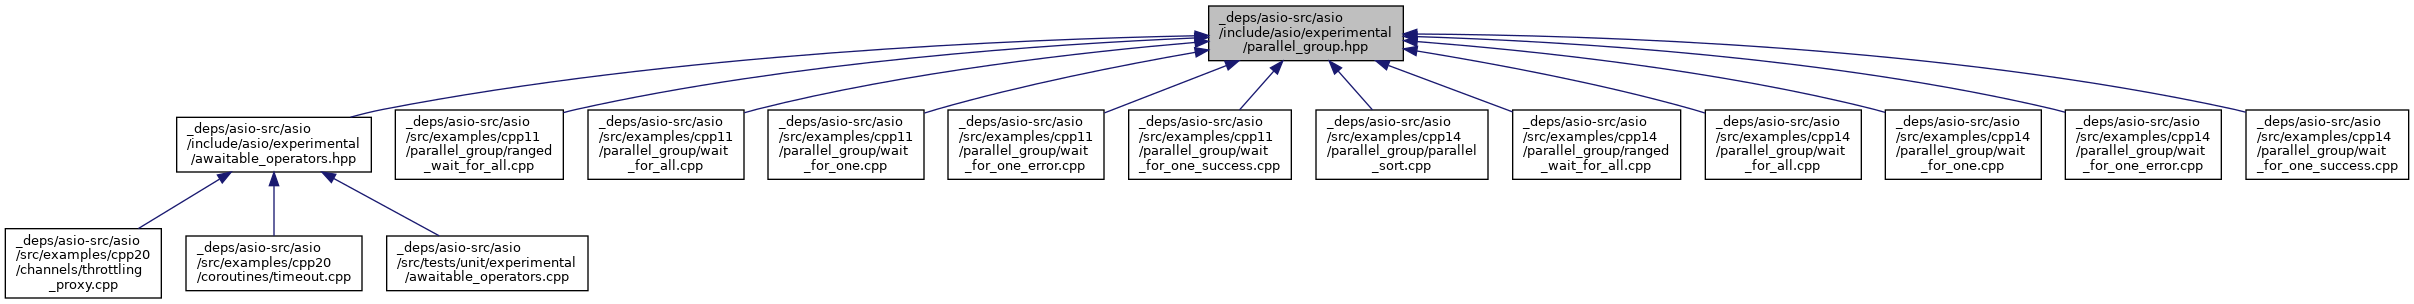 _deps/asio-src/asio
/include/asio/experimental
/parallel_group.hpp
_deps/asio-src/asio
/include/asio/experimental
/awaitable_operators.hpp
_deps/asio-src/asio
/src/examples/cpp11
/parallel_group/ranged
_wait_for_all.cpp
_deps/asio-src/asio
/src/examples/cpp11
/parallel_group/wait
_for_all.cpp
_deps/asio-src/asio
/src/examples/cpp11
/parallel_group/wait
_for_one.cpp
_deps/asio-src/asio
/src/examples/cpp11
/parallel_group/wait
_for_one_error.cpp
_deps/asio-src/asio
/src/examples/cpp11
/parallel_group/wait
_for_one_success.cpp
_deps/asio-src/asio
/src/examples/cpp14
/parallel_group/parallel
_sort.cpp
_deps/asio-src/asio
/src/examples/cpp14
/parallel_group/ranged
_wait_for_all.cpp
_deps/asio-src/asio
/src/examples/cpp14
/parallel_group/wait
_for_all.cpp
_deps/asio-src/asio
/src/examples/cpp14
/parallel_group/wait
_for_one.cpp
_deps/asio-src/asio
/src/examples/cpp14
/parallel_group/wait
_for_one_error.cpp
_deps/asio-src/asio
/src/examples/cpp14
/parallel_group/wait
_for_one_success.cpp
_deps/asio-src/asio
/src/examples/cpp20
/channels/throttling
_proxy.cpp
_deps/asio-src/asio
/src/examples/cpp20
/coroutines/timeout.cpp
_deps/asio-src/asio
/src/tests/unit/experimental
/awaitable_operators.cpp